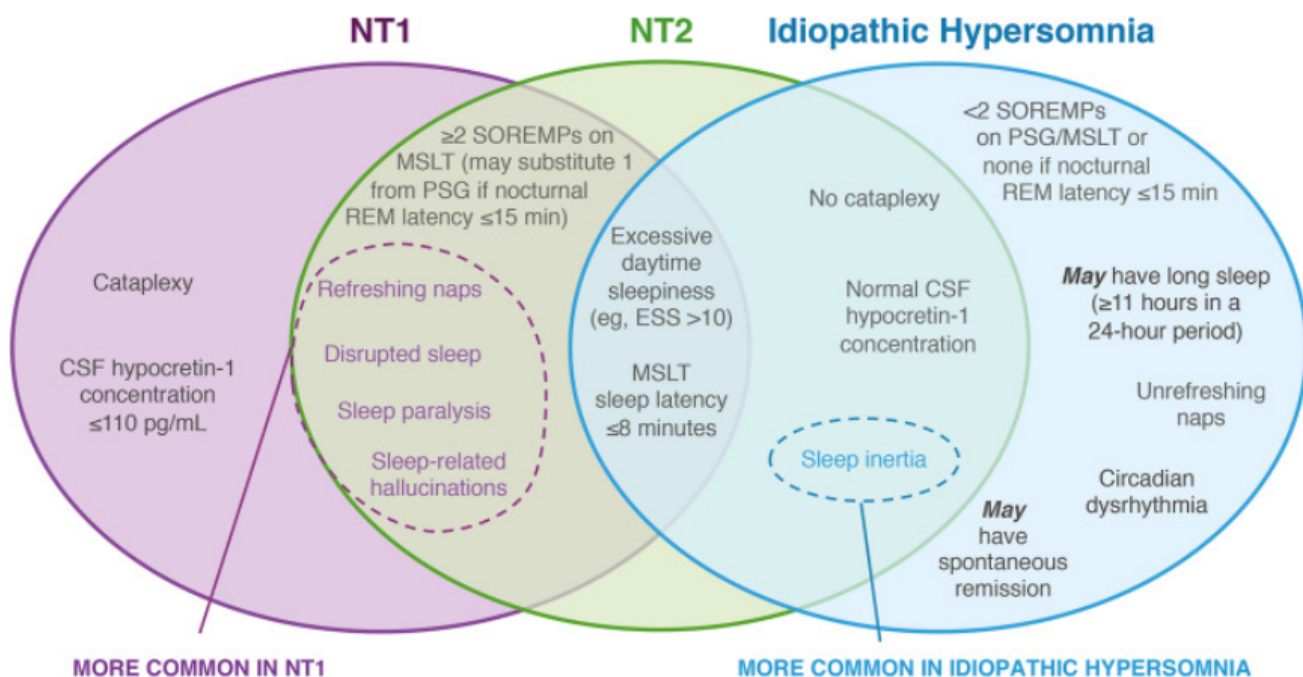 NT1
NT2
Idiopathic Hypersomnia
Cataplexy
CSF hypocretin-1
concentration
≤110 pg/mL
≥2 SOREMPs on
MSLT (may substitute 1
from PSG if nocturnal
REM latency ≤15 min)
Refreshing naps
Disrupted sleep
Sleep paralysis
Sleep-related
hallucinations
Excessive
daytime
sleepiness
(eg, ESS >10)
MSLT
sleep latency
≤8 minutes
No cataplexy
Normal CSF
hypocretin-1
concentration
Sleep inertia
<2 SOREMPs
on PSG/MSLT or
none if nocturnal
REM latency ≤15 min
May have long sleep
(≥11 hours in a
24-hour period)
Unrefreshing
naps
Circadian
dysrhythmia
May
have
spontaneous
remission
MORE COMMON IN NT1
MORE COMMON IN IDIOPATHIC HYPERSOMNIA